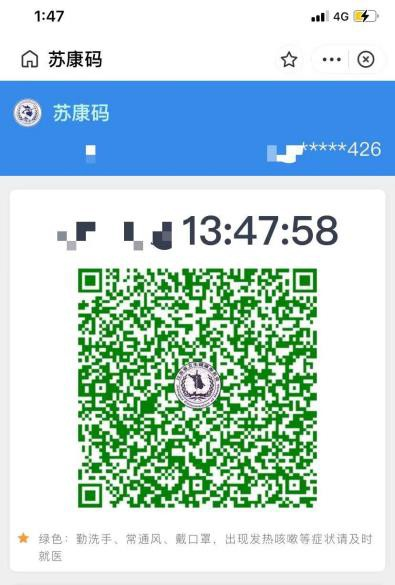 1:47
4G
苏康码
苏康码
*****426
13:47:58
绿色：勤洗手、常通风、戴口罩，出现发热咳嗽等症状请及时
就医